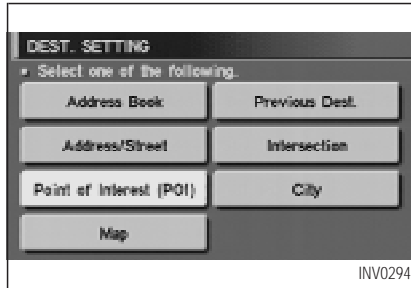 DEST. SETTING
Select one of the following.
Address Book
Previous Dest.
Address/Street
Intersection
Point of Interest (POI)
City
Map
INV0294